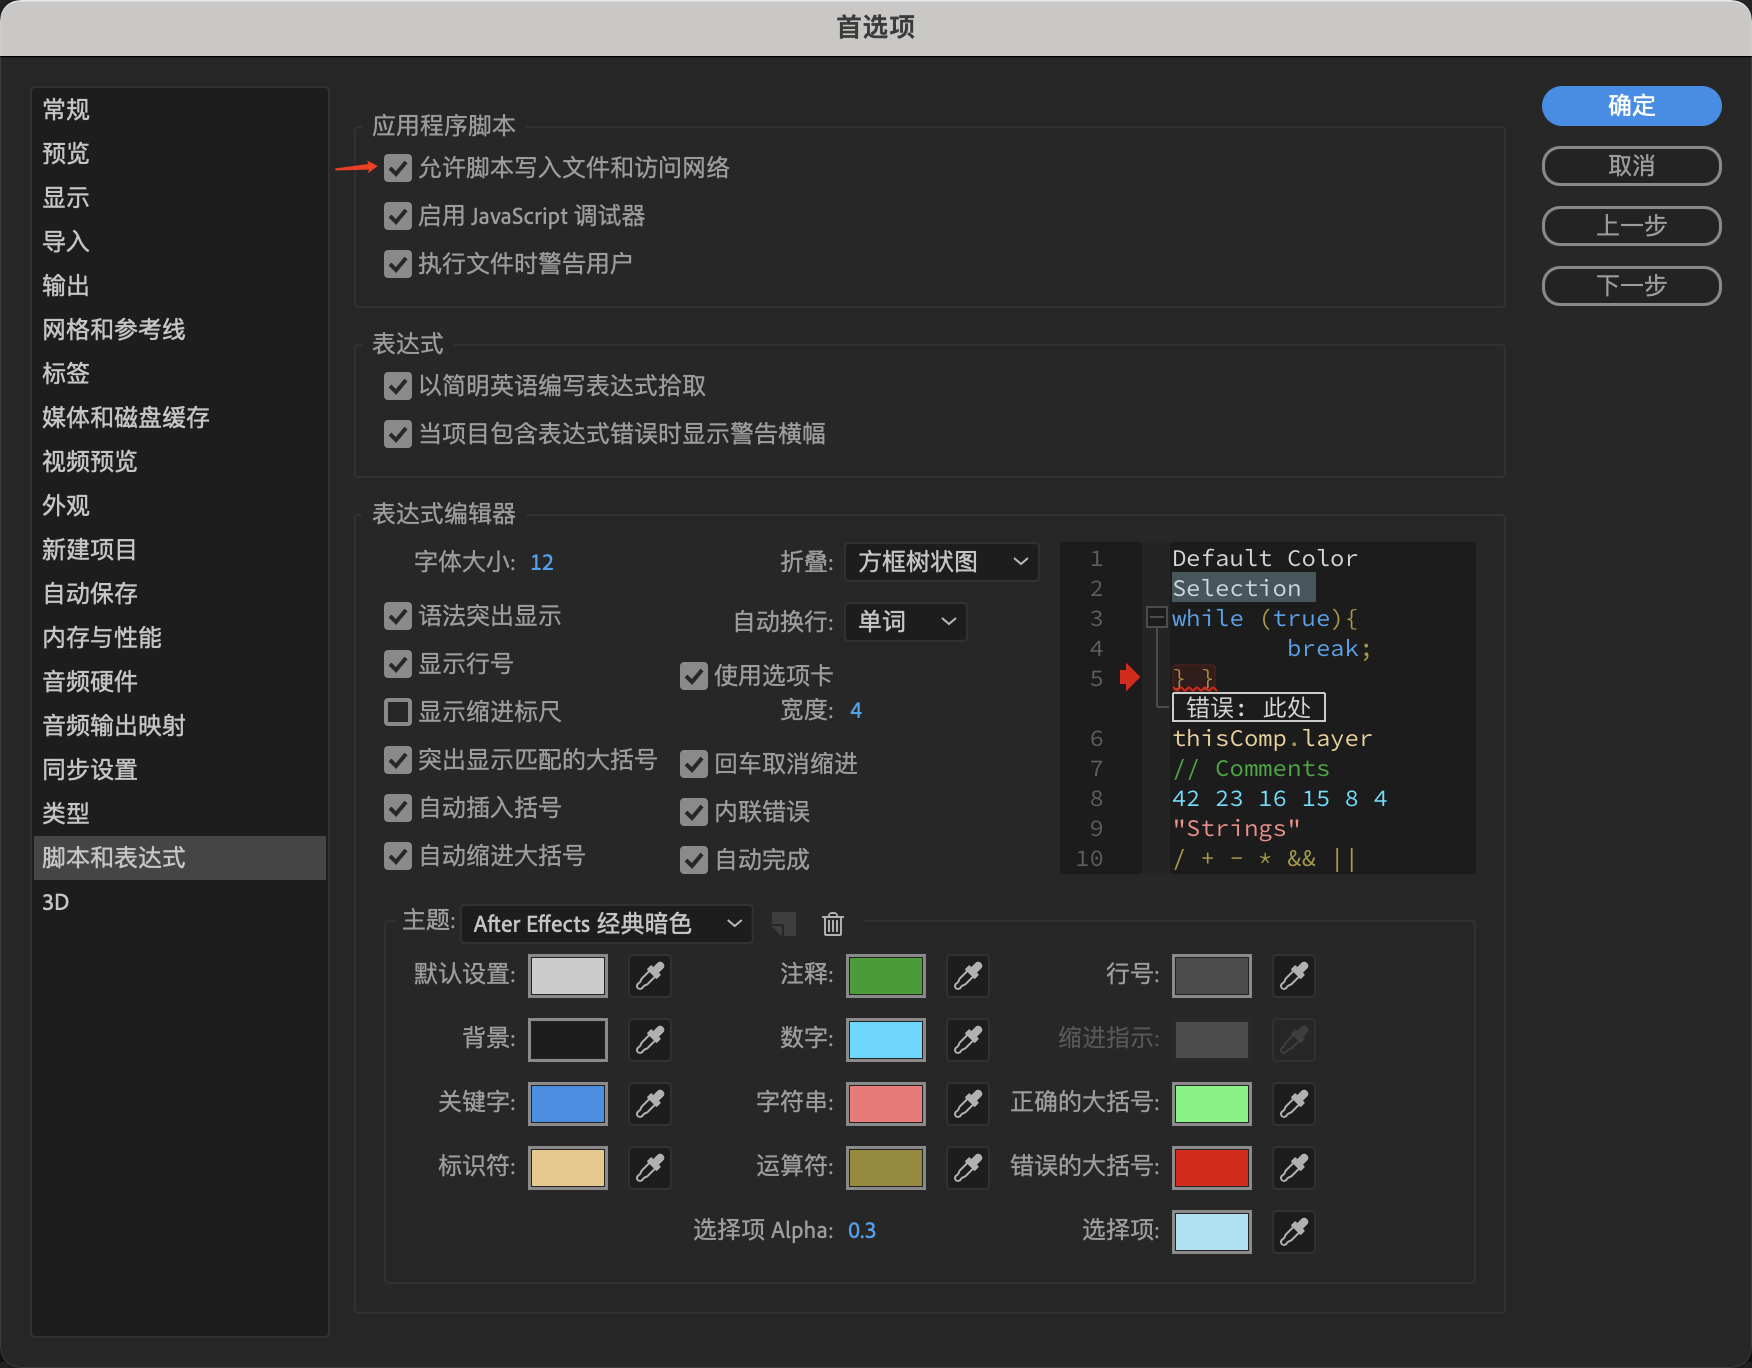 首选项
常规
预览
显示
导入
输出
网格和参考线
标签
媒体和磁盘缓存
视频预览
外观
新建项目
自动保存
内存与性能
音频硬件
音频输出映射
同步设置
类型
脚本和表达式
3D
应用程序脚本
允许脚本写入文件和访问网络
启用 JavaScript 调试器
执行文件时警告用户
表达式
以简明英语编写表达式拾取
当项目包含表达式错误时显示警告横幅
表达式编辑器
字体大小: 12
折叠: 方框树状图
语法突出显示
自动换行: 单词
显示行号
使用选项卡
显示缩进标尺
宽度: 4
突出显示匹配的大括号
回车取消缩进
自动插入括号
内联错误
自动缩进大括号
自动完成
1 Default Color
2 Selection
3 while (true){
4 break;
5 } }
错误: 此处
6 thisComp.layer
7 // Comments
8 42 23 16 15 8 4
9 "Strings"
10 / + - * && ||
主题: After Effects 经典暗色
默认设置: 注释: 行号:
背景: 数字: 缩进指示:
关键字: 字符串: 正确的大括号:
标识符: 运算符: 错误的大括号:
选择项 Alpha: 0.3 选择项:
确定
取消
上一步
下一步